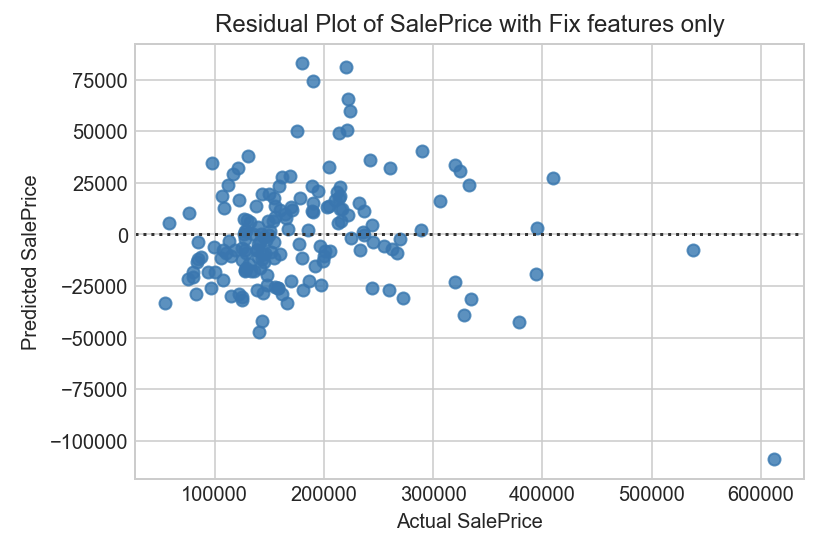 Residual Plot of SalePrice with Fix features only
Predicted SalePrice
75000
50000
25000
0
−25000
−50000
−75000
−100000
100000 200000 300000 400000 500000 600000
Actual SalePrice